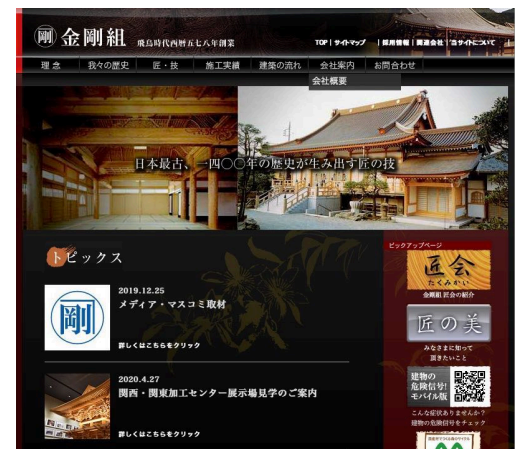 剛 金剛組 飛鳥時代西暦五七八年創業
TOP | サイトマップ | 採用情報 | 関連会社 | 当サイトについて
理念 我々の歴史 匠・技 施工実績 建築の流れ 会社案内 お問合わせ
会社概要
日本最古、一四〇〇年の歴史が生み出す匠の技
トピックス
2019.12.25
メディア・マスコミ取材
剛
詳しくはこちらをクリック
2020.4.27
関西・関東加工センター展示場見学のご案内
詳しくはこちらをクリック
ピックアップページ
匠会
たくみかい
金剛組 匠会の紹介
匠の美
みなさまに知って
頂きたいこと
建物の
危険信号!
モバイル版
こんな症状ありませんか?
建物の危険信号をチェック